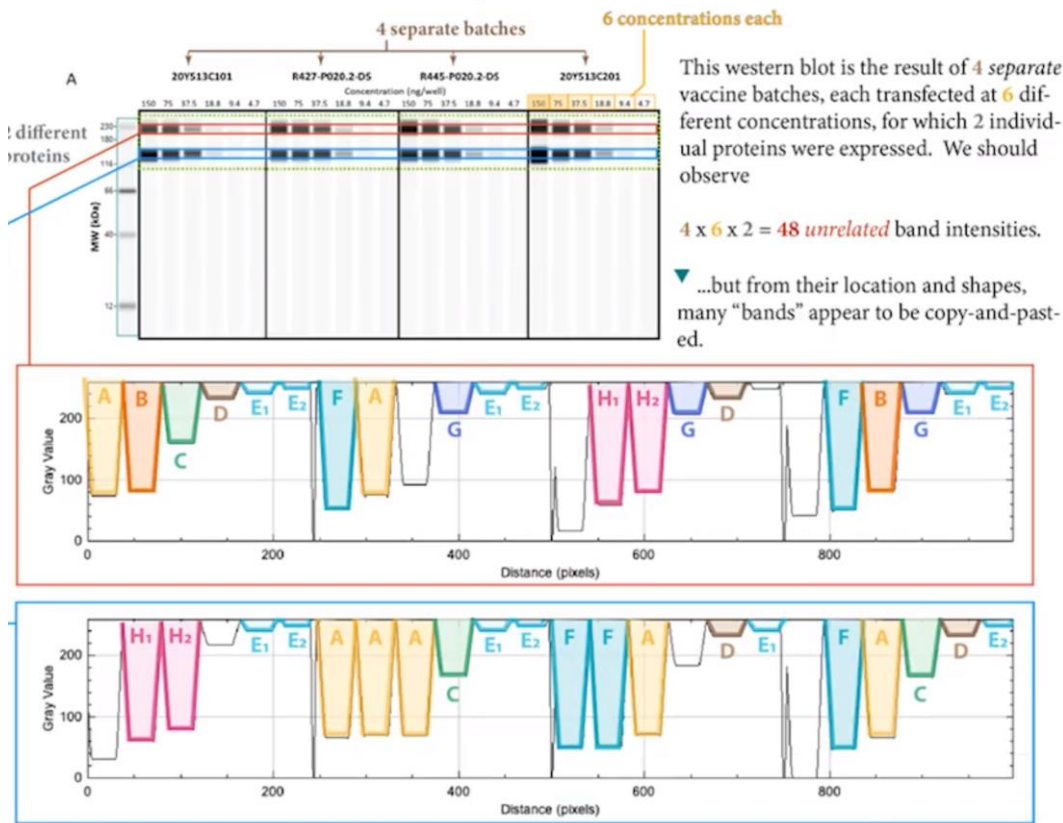 6 concentrations each
4 separate batches
A
20Y513C101 R427-P020.2-DS R445-P020.2-DS 20Y513C201
Concentration (ng/well)
150 75 37.5 18.8 9.4 4.7 150 75 37.5 18.8 9.4 4.7 150 75 37.5 18.8 9.4 4.7 150 75 37.5 18.8 9.4 4.7
different
proteins
230
180
116
66
40
12
MW (kDa)
This western blot is the result of 4 separate
vaccine batches, each transfected at 6 dif-
ferent concentrations, for which 2 individ-
ual proteins were expressed. We should
observe
4 x 6 x 2 = 48 unrelated band intensities.
...but from their location and shapes,
many “bands” appear to be copy-and-past-
ed.
A B C D E1 E2 F A G E1 E2 H1 H2 G D F B G E1 E2
Gray Value
200
100
0
0 200 400 600 800
Distance (pixels)
H1 H2 E1 E2 A A A C E1 E2 F F A D E1 F A C D E2
Gray Value
200
100
0
0 200 400 600 800
Distance (pixels)